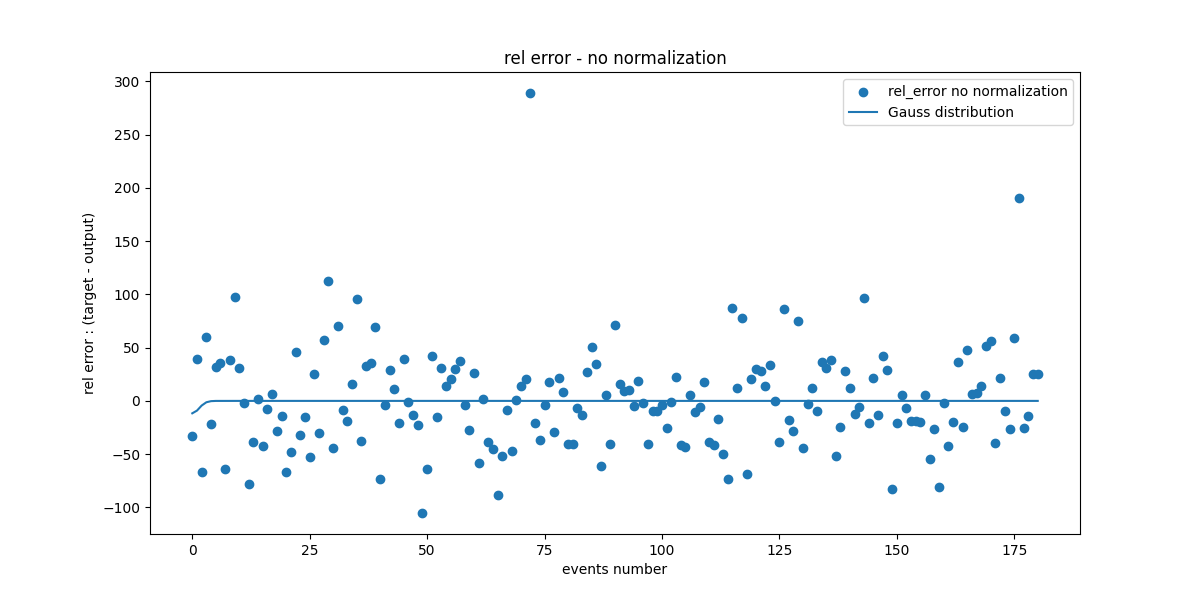 rel error - no normalization
rel_error no normalization
Gauss distribution
rel error : (target - output)
300
250
200
150
100
50
0
−50
−100
0 25 50 75 100 125 150 175
events number